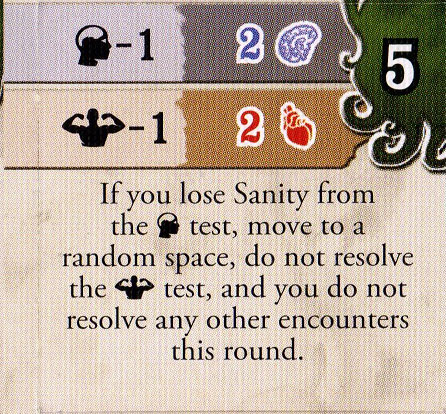 -1 2
5
-1 2
If you lose Sanity from
the test, move to a
random space, do not resolve
the test, and you do not
resolve any other encounters
this round.